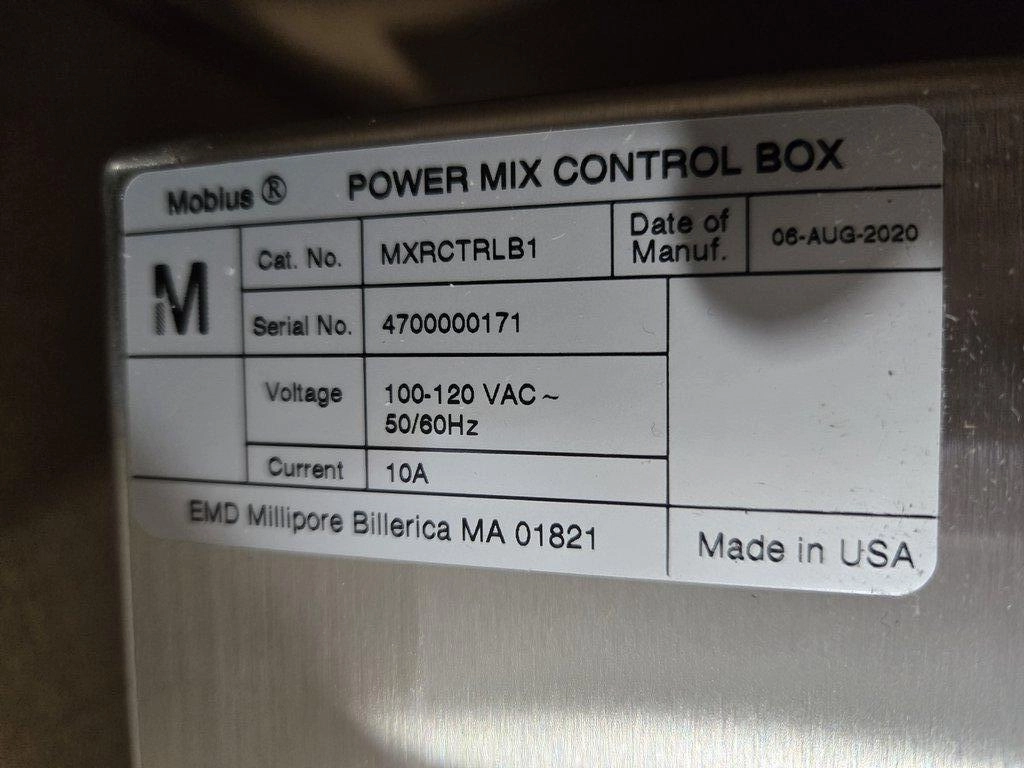 Mobius ® POWER MIX CONTROL BOX
M
Cat. No. MXRCTRLB1
Date of
Manuf.
06-AUG-2020
Serial No. 4700000171
Voltage 100-120 VAC ~
50/60Hz
Current 10A
EMD Millipore Billerica MA 01821
Made in USA